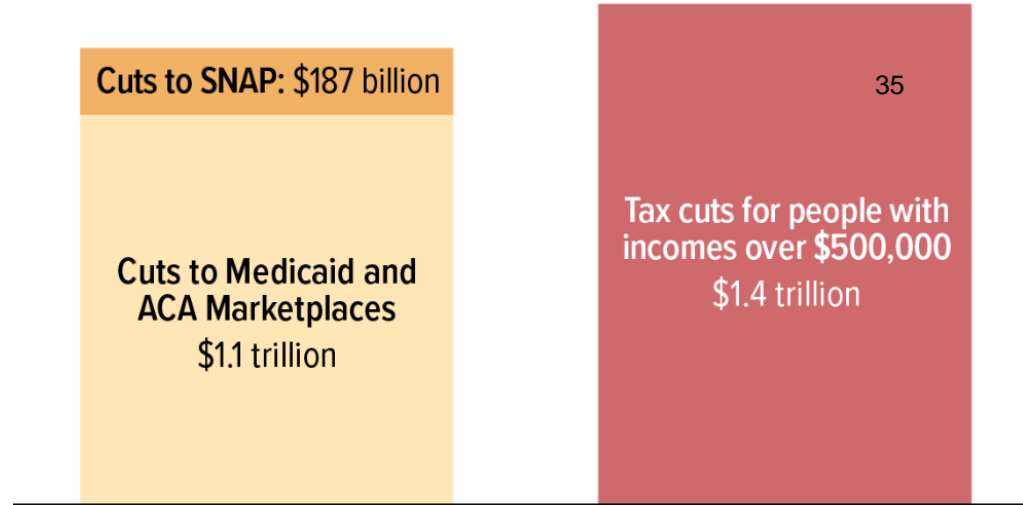 Cuts to SNAP: $187 billion
Cuts to Medicaid and
ACA Marketplaces
$1.1 trillion
35
Tax cuts for people with
incomes over $500,000
$1.4 trillion